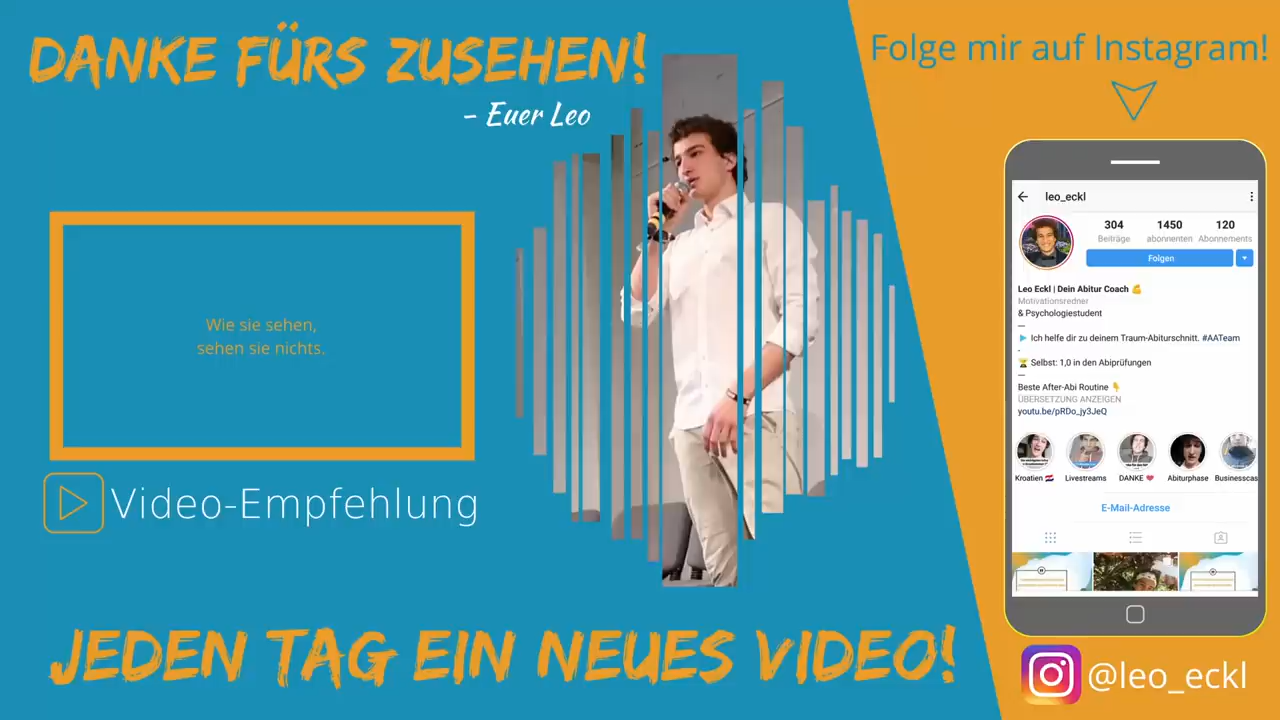 DANKE FÜRS ZUSEHEN!
- Euer Leo
Wie sie sehen,
sehen sie nichts.
Video-Empfehlung
JEDEN TAG EIN NEUES VIDEO!
Folge mir auf Instagram!
leo_eckl
304 1450 120
Beiträge abonnenten Abonnements
Folgen
Leo Eckl | Dein Abitur Coach 💪
Motivationsredner
& Psychologiestudent
—
▶ Ich helfe dir zu deinem Traum-Abiturschnitt. #AATeam
-
⏳ Selbst: 1,0 in den Abiprüfungen
—
Beste After-Abi Routine 👇
ÜBERSETZUNG ANZEIGEN
youtu.be/pRDo_jy3JeQ
Kroatien 🇭🇷 Livestreams DANKE ❤ Abiturphase Businesscas
E-Mail-Adresse
@leo_eckl